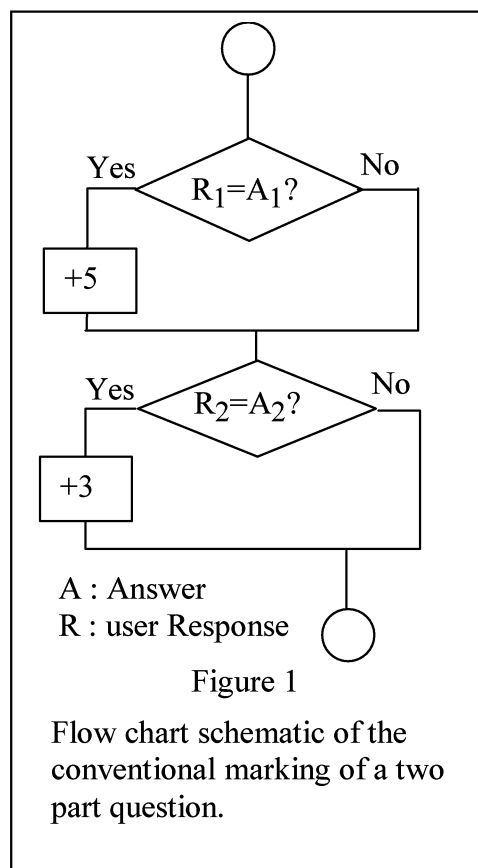 Yes
No
R1=A1?
+5
Yes
No
R2=A2?
+3
A : Answer
R : user Response
Figure 1
Flow chart schematic of the
conventional marking of a two
part question.